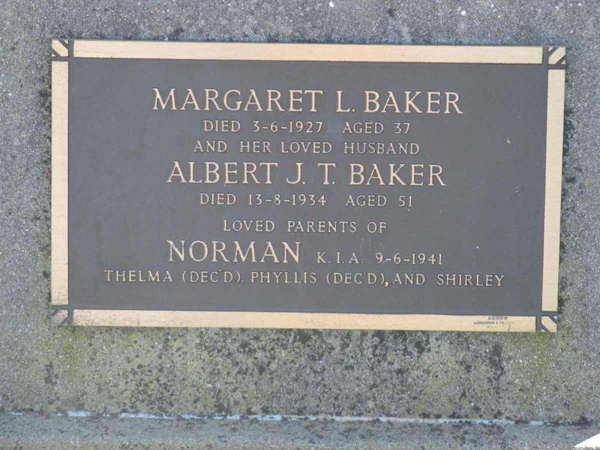 MARGARET L. BAKER
DIED 3-6-1927 AGED 37
AND HER LOVED HUSBAND
ALBERT J. T. BAKER
DIED 13-8-1934 AGED 51
LOVED PARENTS OF
NORMAN K.I.A. 9-6-1941
THELMA (DEC'D). PHYLLIS (DEC'D), AND SHIRLEY